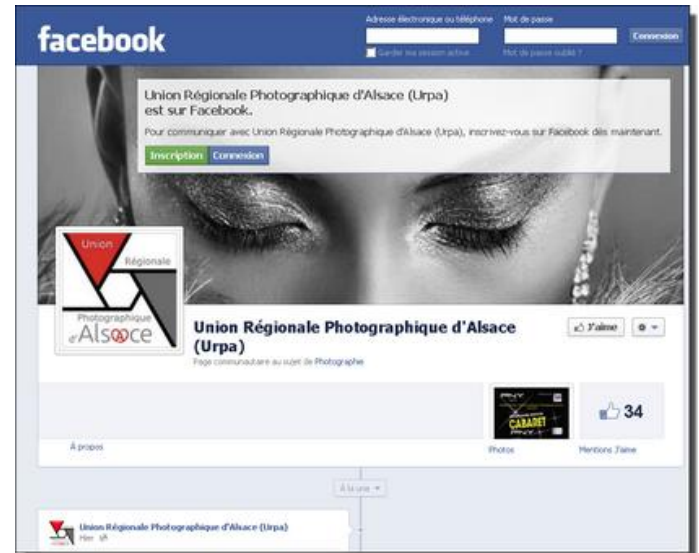 facebook
Adresse électronique ou téléphone
Mot de passe
Garder ma session active
Mot de passe oublié ?
Connexion
Union Régionale Photographique d'Alsace (Urpa)
est sur Facebook.
Pour communiquer avec Union Régionale Photographique d'Alsace (Urpa), inscrivez-vous sur Facebook dès maintenant.
Inscription Connexion
Union
Régionale
Photographique
d'Alsace
Union Régionale Photographique d'Alsace
(Urpa)
Page communautaire au sujet de Photographie
J'aime
PNY
CABARET
34
À propos
Photos
Mentions J'aime
À la une
Union Régionale Photographique d'Alsace (Urpa)
Hier